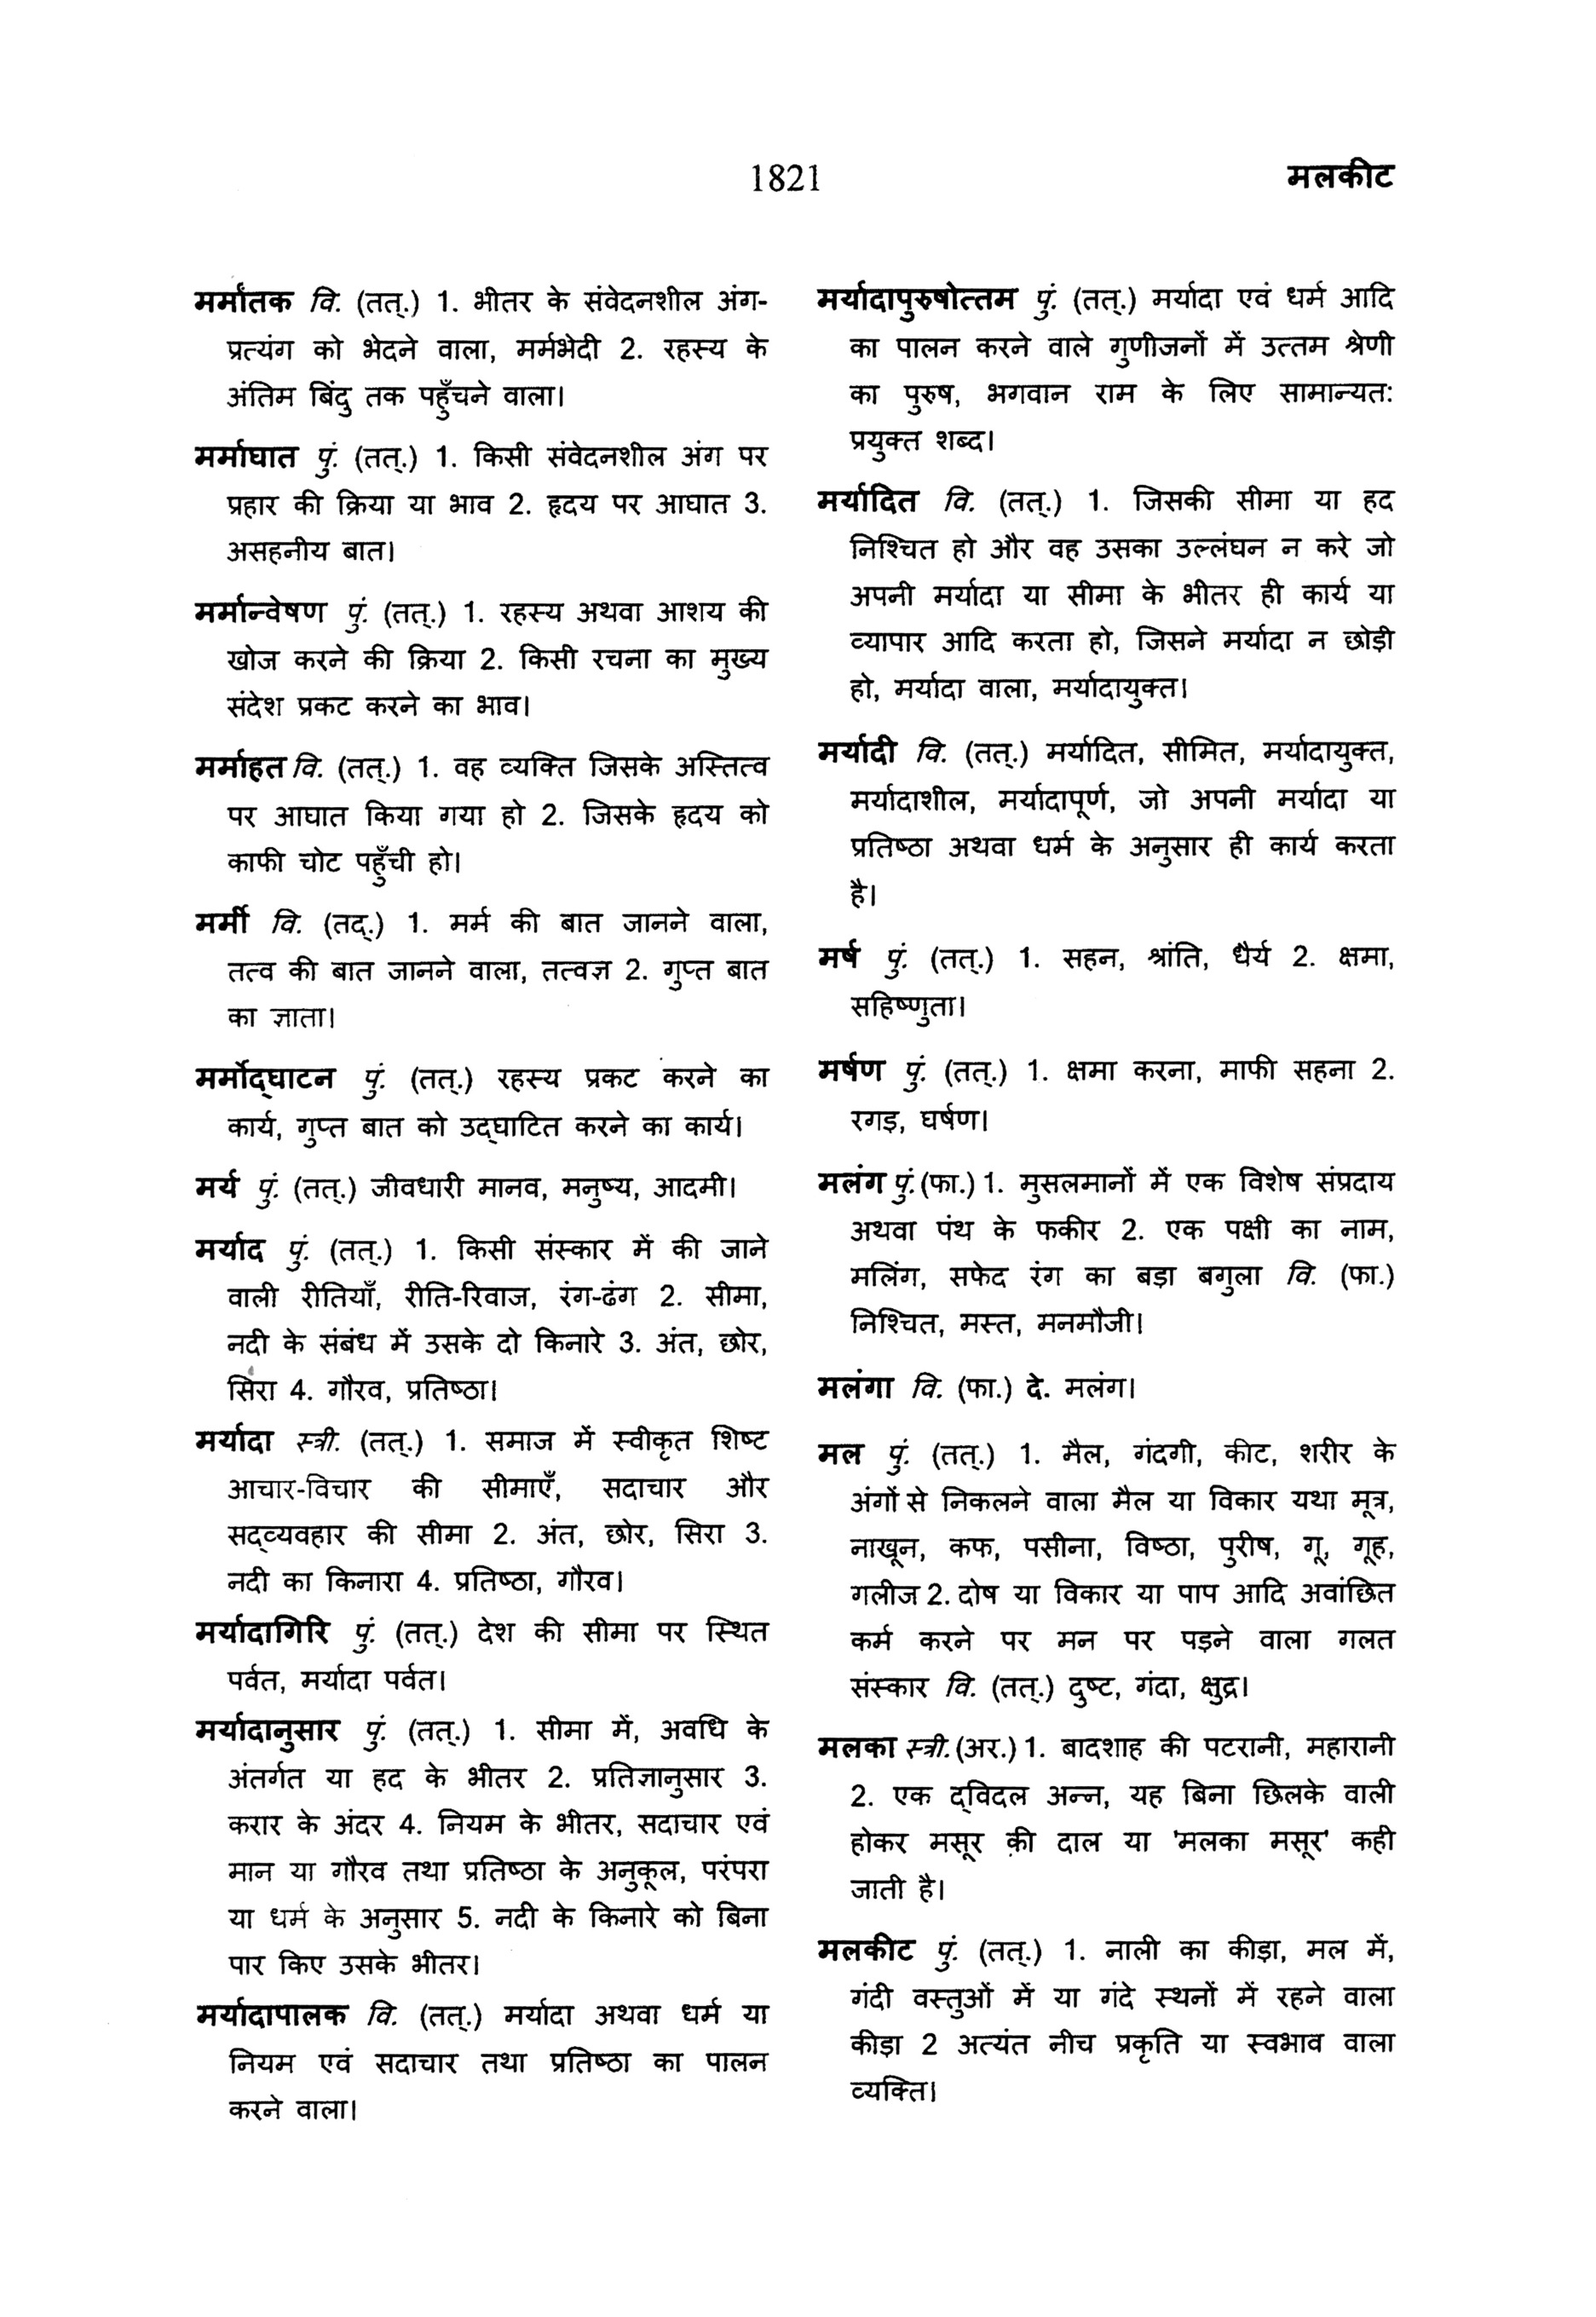 1821
मलकीट
मर्मांतक वि. (तत्.) 1. भीतर के संवेदनशील अंग-
प्रत्यंग को भेदने वाला, मर्मभेदी 2. रहस्य के
अंतिम बिंदु तक पहुँचने वाला।
मर्माघात पुं. (तत्.) 1. किसी संवेदनशील अंग पर
प्रहार की क्रिया या भाव 2. हृदय पर आघात 3.
असहनीय बात।
मर्मान्वेषण पुं. (तत्.) 1. रहस्य अथवा आशय की
खोज करने की क्रिया 2. किसी रचना का मुख्य
संदेश प्रकट करने का भाव।
मर्माहत वि. (तत्.) 1. वह व्यक्ति जिसके अस्तित्व
पर आघात किया गया हो 2. जिसके हृदय को
काफी चोट पहुँची हो।
मर्मी वि. (तद्.) 1. मर्म की बात जानने वाला,
तत्व की बात जानने वाला, तत्वज्ञ 2. गुप्त बात
का ज्ञाता।
मर्मोद्‌घाटन पुं. (तत्.) रहस्य प्रकट करने का
कार्य, गुप्त बात को उद्‌घाटित करने का कार्य।
मर्य पुं. (तत्.) जीवधारी मानव, मनुष्य, आदमी।
मर्याद पुं. (तत्.) 1. किसी संस्कार में की जाने
वाली रीतियाँ, रीति-रिवाज, रंग-ढंग 2. सीमा,
नदी के संबंध में उसके दो किनारे 3. अंत, छोर,
सिरा 4. गौरव, प्रतिष्ठा।
मर्यादा स्त्री. (तत्.) 1. समाज में स्वीकृत शिष्ट
आचार-विचार की सीमाएँ, सदाचार और
सद्‌व्यवहार की सीमा 2. अंत, छोर, सिरा 3.
नदी का किनारा 4. प्रतिष्ठा, गौरव।
मर्यादागिरि पुं. (तत्.) देश की सीमा पर स्थित
पर्वत, मर्यादा पर्वत।
मर्यादानुसार पुं. (तत्.) 1. सीमा में, अवधि के
अंतर्गत या हद के भीतर 2. प्रतिज्ञानुसार 3.
करार के अंदर 4. नियम के भीतर, सदाचार एवं
मान या गौरव तथा प्रतिष्ठा के अनुकूल, परंपरा
या धर्म के अनुसार 5. नदी के किनारे को बिना
पार किए उसके भीतर।
मर्यादापालक वि. (तत्.) मर्यादा अथवा धर्म या
नियम एवं सदाचार तथा प्रतिष्ठा का पालन
करने वाला।
मर्यादापुरुषोत्तम पुं. (तत्.) मर्यादा एवं धर्म आदि
का पालन करने वाले गुणीजनों में उत्तम श्रेणी
का पुरुष, भगवान राम के लिए सामान्यत:
प्रयुक्त शब्द।
मर्यादित वि. (तत्.) 1. जिसकी सीमा या हद
निश्चित हो और वह उसका उल्लंघन न करे जो
अपनी मर्यादा या सीमा के भीतर ही कार्य या
व्यापार आदि करता हो, जिसने मर्यादा न छोड़ी
हो, मर्यादा वाला, मर्यादायुक्त।
मर्यादी वि. (तत्.) मर्यादित, सीमित, मर्यादायुक्त,
मर्यादाशील, मर्यादापूर्ण, जो अपनी मर्यादा या
प्रतिष्ठा अथवा धर्म के अनुसार ही कार्य करता
है।
मर्ष पुं. (तत्.) 1. सहन, श्रांति, धैर्य 2. क्षमा,
सहिष्णुता।
मर्षण पुं. (तत्.) 1. क्षमा करना, माफी सहना 2.
रगड़, घर्षण।
मलंग पुं. (फा.) 1. मुसलमानों में एक विशेष संप्रदाय
अथवा पंथ के फकीर 2. एक पक्षी का नाम,
मलिंग, सफेद रंग का बड़ा बगुला वि. (फा.)
निश्चित, मस्त, मनमौजी।
मलंगा वि. (फा.) दे. मलंग।
मल पुं. (तत्.) 1. मैल, गंदगी, कीट, शरीर के
अंगों से निकलने वाला मैल या विकार यथा मूत्र,
नाखून, कफ, पसीना, विष्ठा, पुरीष, गू, गूह,
गलीज 2. दोष या विकार या पाप आदि अवांछित
कर्म करने पर मन पर पड़ने वाला गलत
संस्कार वि. (तत्.) दुष्ट, गंदा, क्षुद्र।
मलका स्त्री. (अर.) 1. बादशाह की पटरानी, महारानी
2. एक द्‌विदल अन्न, यह बिना छिलके वाली
होकर मसूर की दाल या 'मलका मसूर' कही
जाती है।
मलकीट पुं. (तत्.) 1. नाली का कीड़ा, मल में,
गंदी वस्तुओं में या गंदे स्थनों में रहने वाला
कीड़ा 2 अत्यंत नीच प्रकृति या स्वभाव वाला
व्यक्ति।